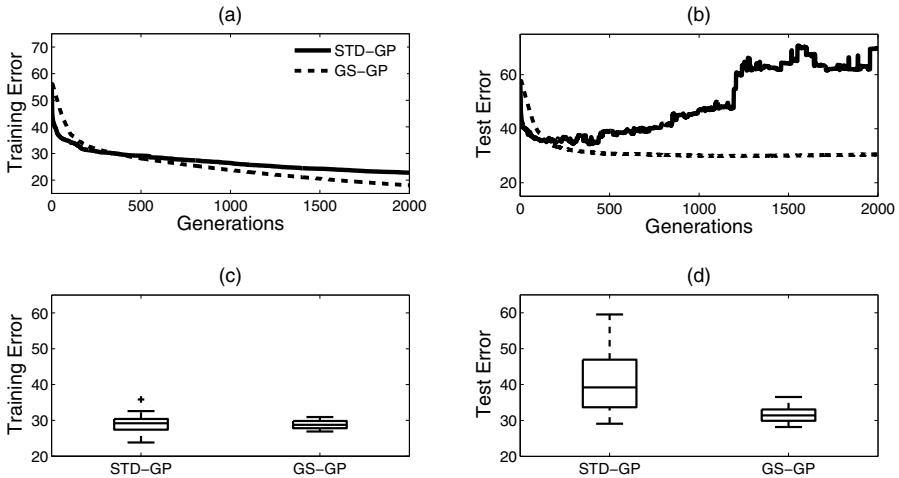 (a)
Training Error
70
60
50
40
30
20
STD-GP
GS-GP
0
500
1000
1500
2000
Generations
(b)
Test Error
60
40
20
0
500
1000
1500
2000
Generations
(c)
Training Error
60
50
40
30
20
STD-GP
GS-GP
(d)
Test Error
60
50
40
30
20
STD-GP
GS-GP